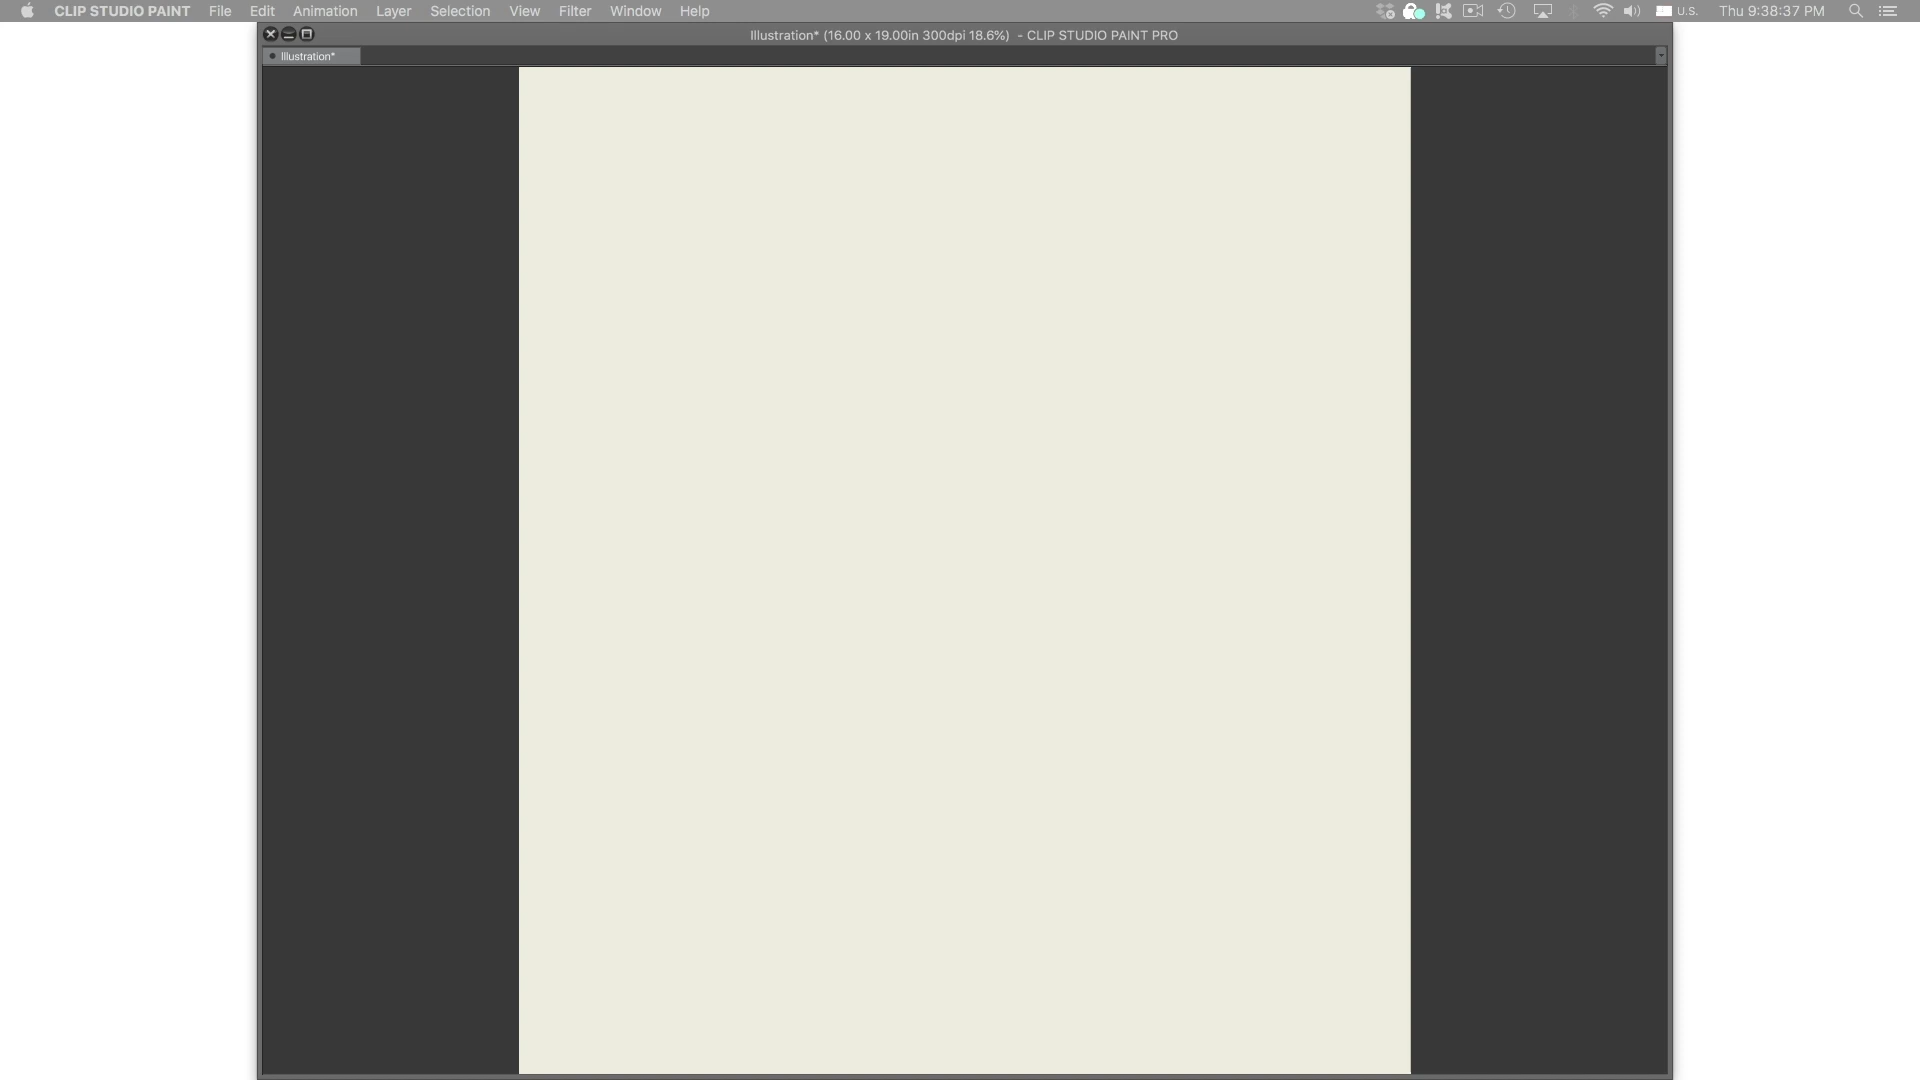 CLIP STUDIO PAINT File Edit Animation Layer Selection View Filter Window Help U.S. Thu 9:38:37 PM
Illustration* (16.00 x 19.00in 300dpi 18.6%) - CLIP STUDIO PAINT PRO
Illustration*